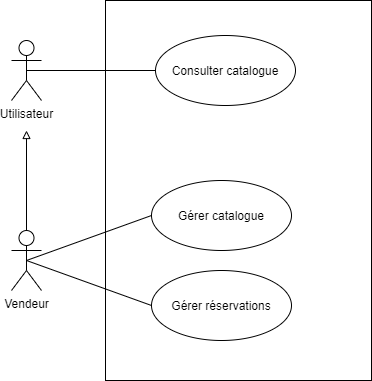 Consulter catalogue
Utilisateur
Gérer catalogue
Vendeur
Gérer réservations